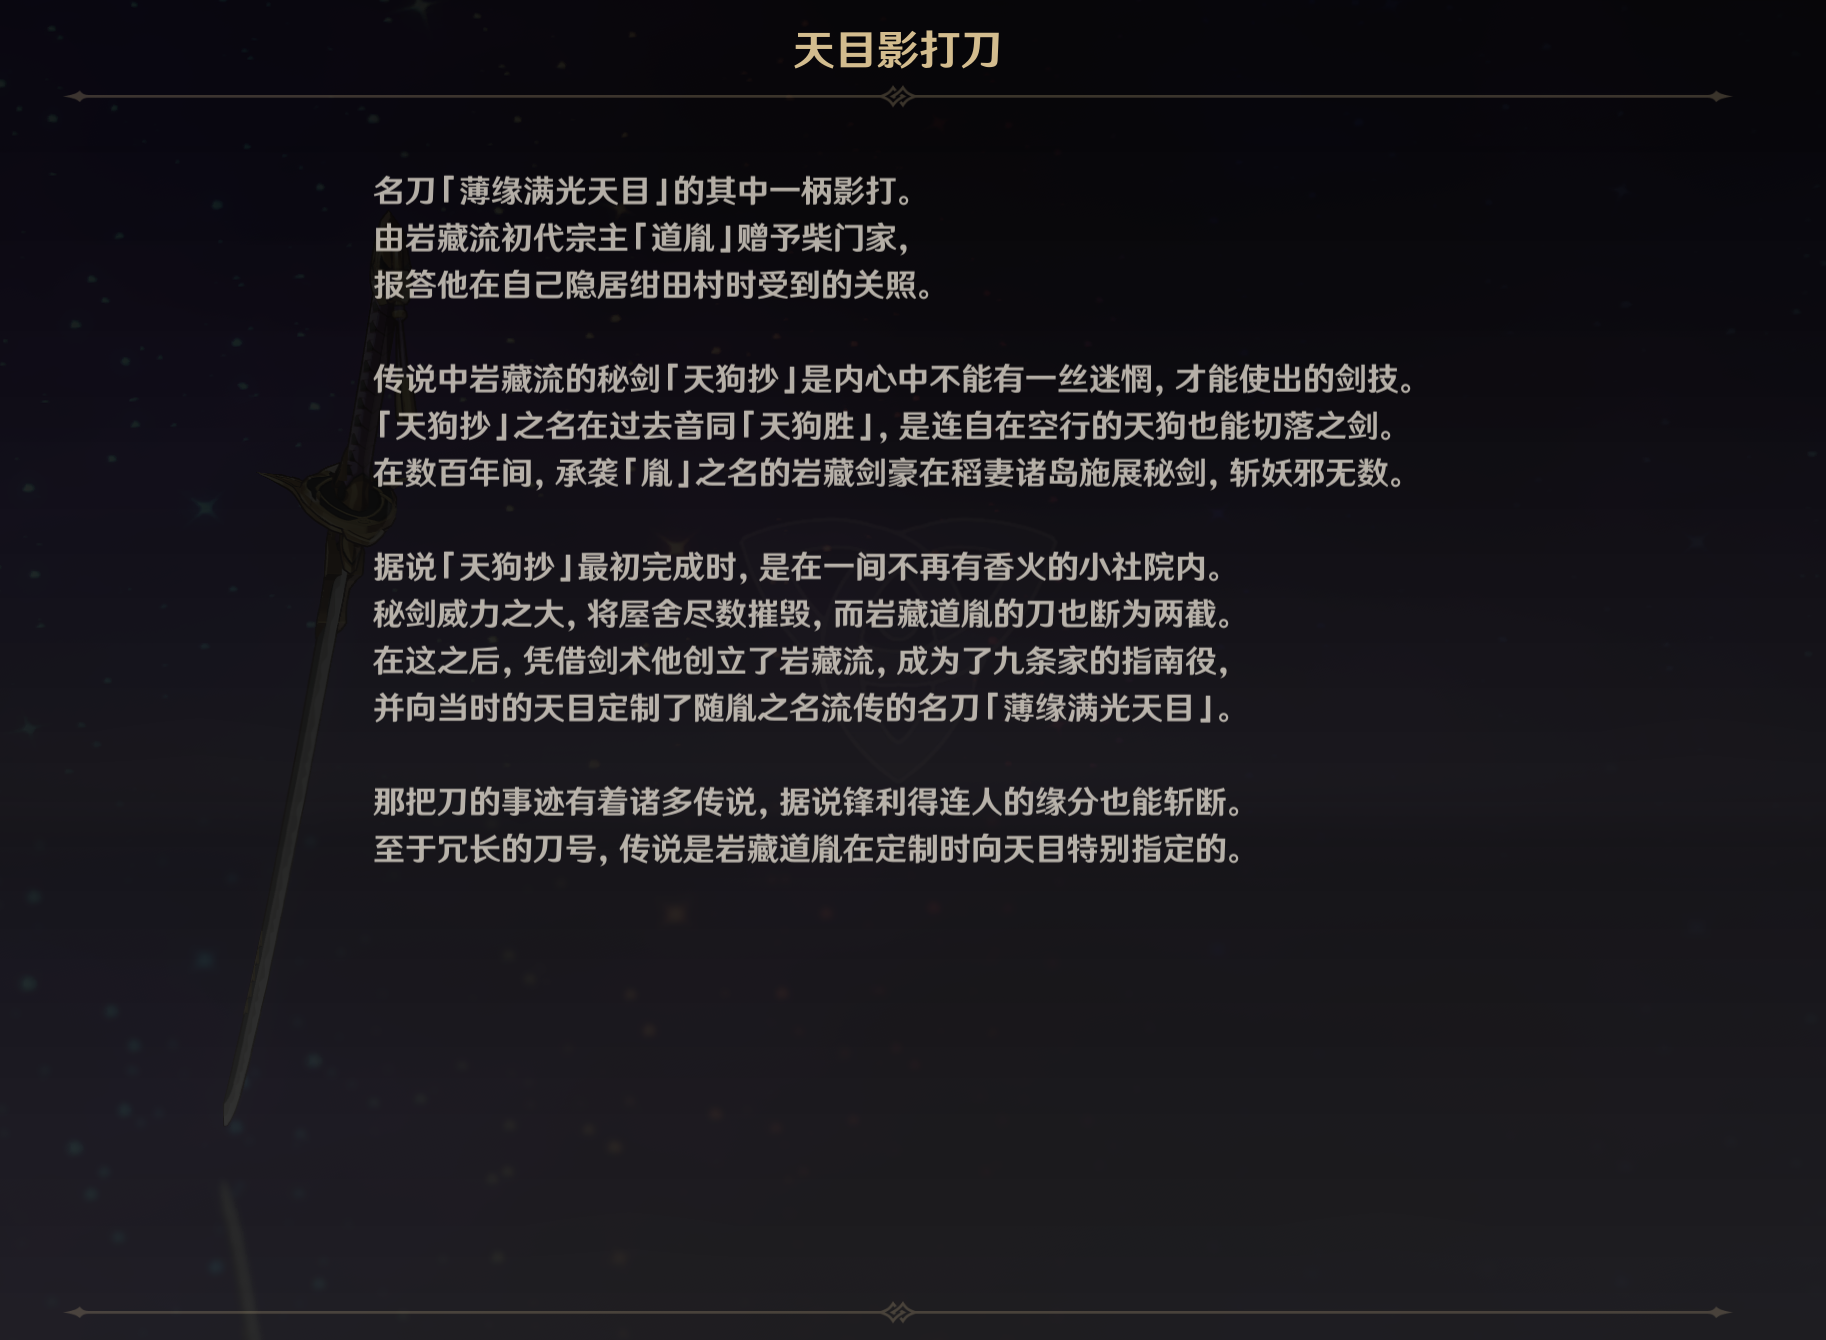 天目影打刀
名刀「薄缘满光天目」的其中一柄影打。
由岩藏流初代宗主「道胤」赠予柴门家，
报答他在自己隐居绀田村时受到的关照。
传说中岩藏流的秘剑「天狗抄」是内心中不能有一丝迷惘，才能使出的剑技。
「天狗抄」之名在过去音同「天狗胜」，是连自在空行的天狗也能切落之剑。
在数百年间，承袭「胤」之名的岩藏剑豪在稻妻诸岛施展秘剑，斩妖邪无数。
据说「天狗抄」最初完成时，是在一间不再有香火的小社院内。
秘剑威力之大，将屋舍尽数摧毁，而岩藏道胤的刀也断为两截。
在这之后，凭借剑术他创立了岩藏流，成为了九条家的指南役，
并向当时的天目定制了随胤之名流传的名刀「薄缘满光天目」。
那把刀的事迹有着诸多传说，据说锋利得连人的缘分也能斩断。
至于冗长的刀号，传说是岩藏道胤在定制时向天目特别指定的。